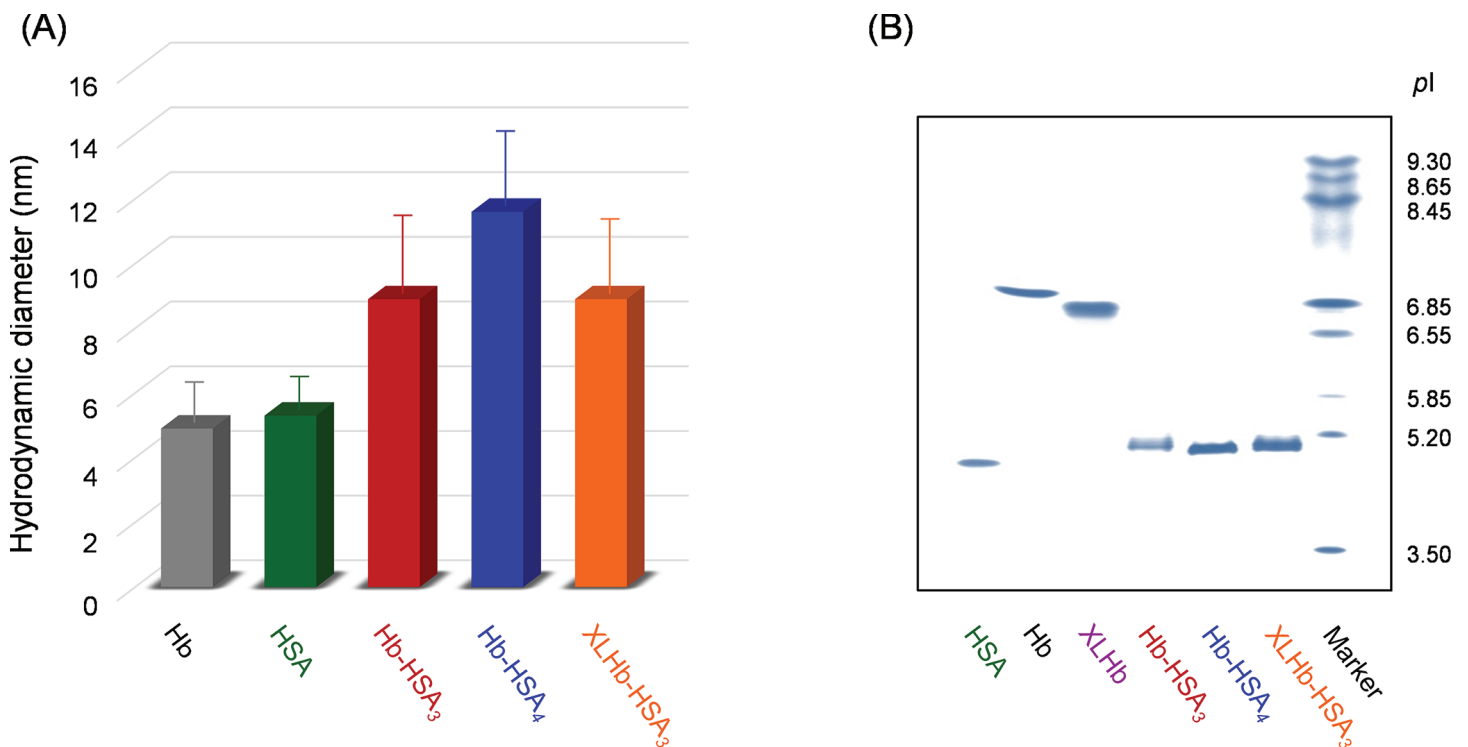 (A)
Hydrodynamic diameter (nm)
16
14
12
10
8
6
4
2
0
Hb
HSA
Hb-HSA₃
Hb-HSA₄
XLHb-HSA₃
(B)
pI
9.30
8.65
8.45
6.85
6.55
5.85
5.20
3.50
HSA
Hb
XLHb
Hb-HSA₃
Hb-HSA₄
XLHb-HSA₃
Marker